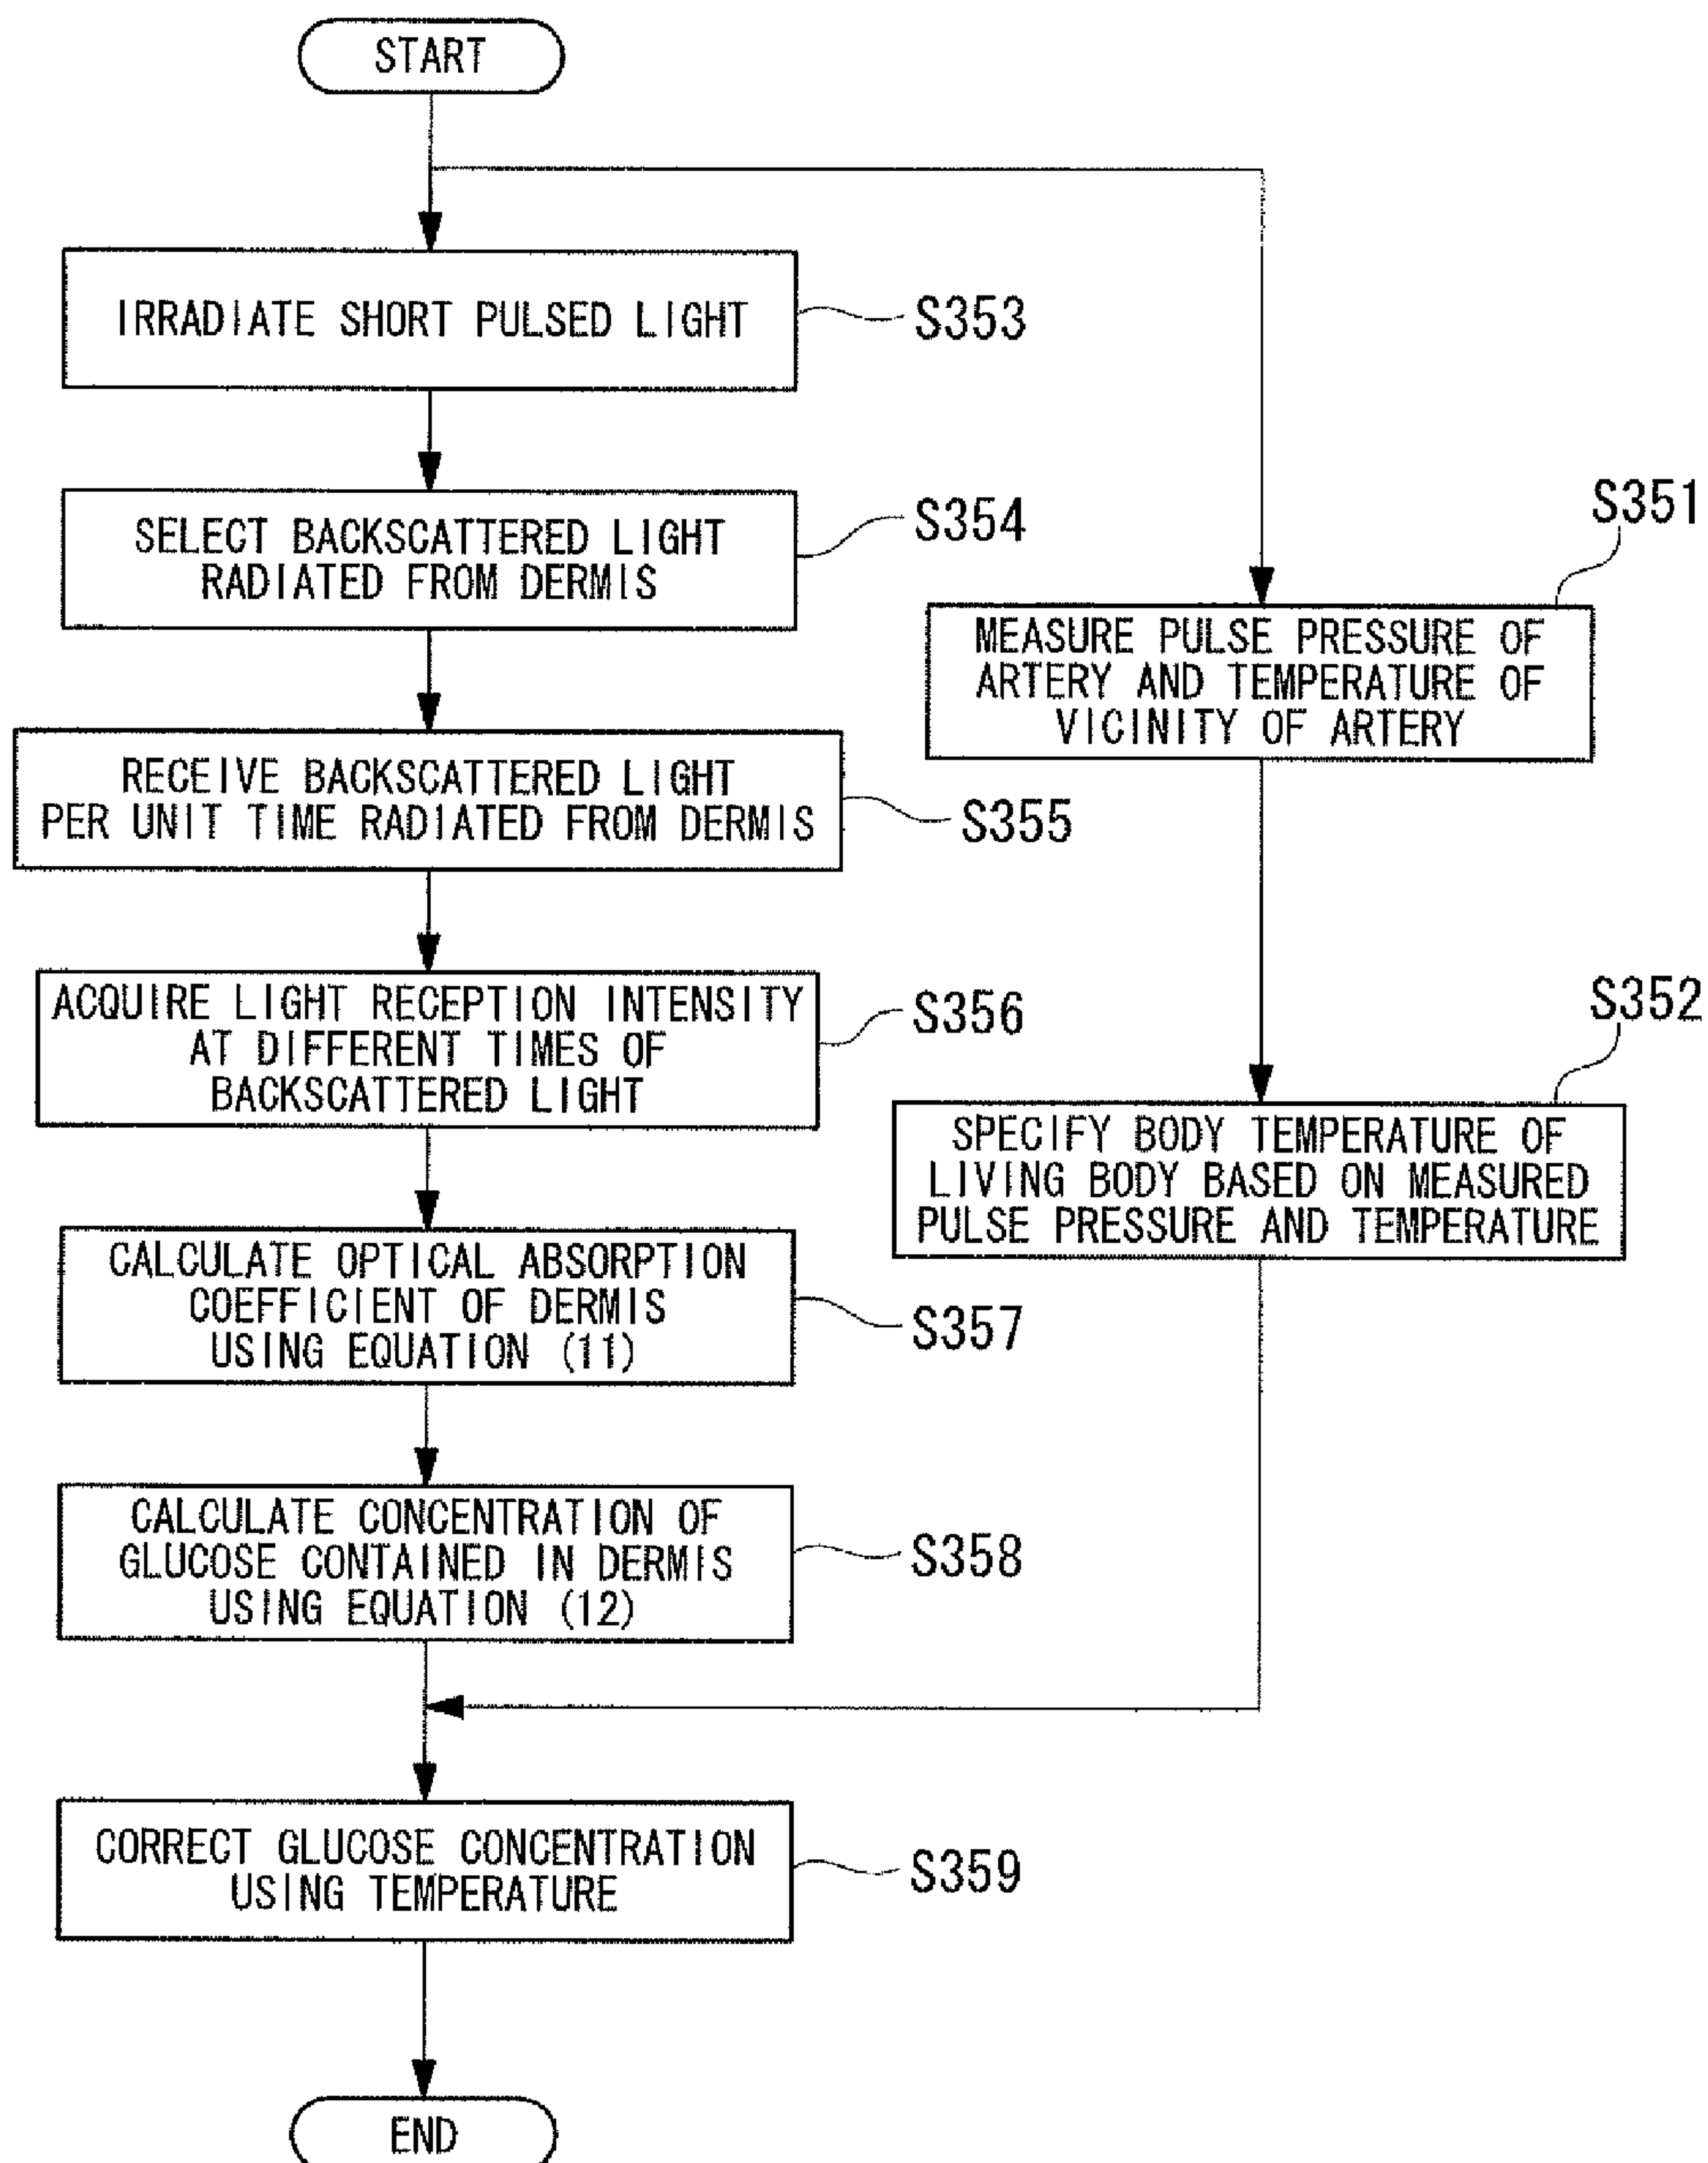 START
IRRADIATE SHORT PULSED LIGHT
S353
SELECT BACKSCATTERED LIGHT
RADIATED FROM DERMIS
S354
RECEIVE BACKSCATTERED LIGHT
PER UNIT TIME RADIATED FROM DERMIS
S355
ACQUIRE LIGHT RECEPTION INTENSITY
AT DIFFERENT TIMES OF
BACKSCATTERED LIGHT
S356
CALCULATE OPTICAL ABSORPTION
COEFFICIENT OF DERMIS
USING EQUATION (11)
S357
CALCULATE CONCENTRATION OF
GLUCOSE CONTAINED IN DERMIS
USING EQUATION (12)
S358
S351
MEASURE PULSE PRESSURE OF
ARTERY AND TEMPERATURE OF
VICINITY OF ARTERY
S352
SPECIFY BODY TEMPERATURE OF
LIVING BODY BASED ON MEASURED
PULSE PRESSURE AND TEMPERATURE
CORRECT GLUCOSE CONCENTRATION
USING TEMPERATURE
S359
END